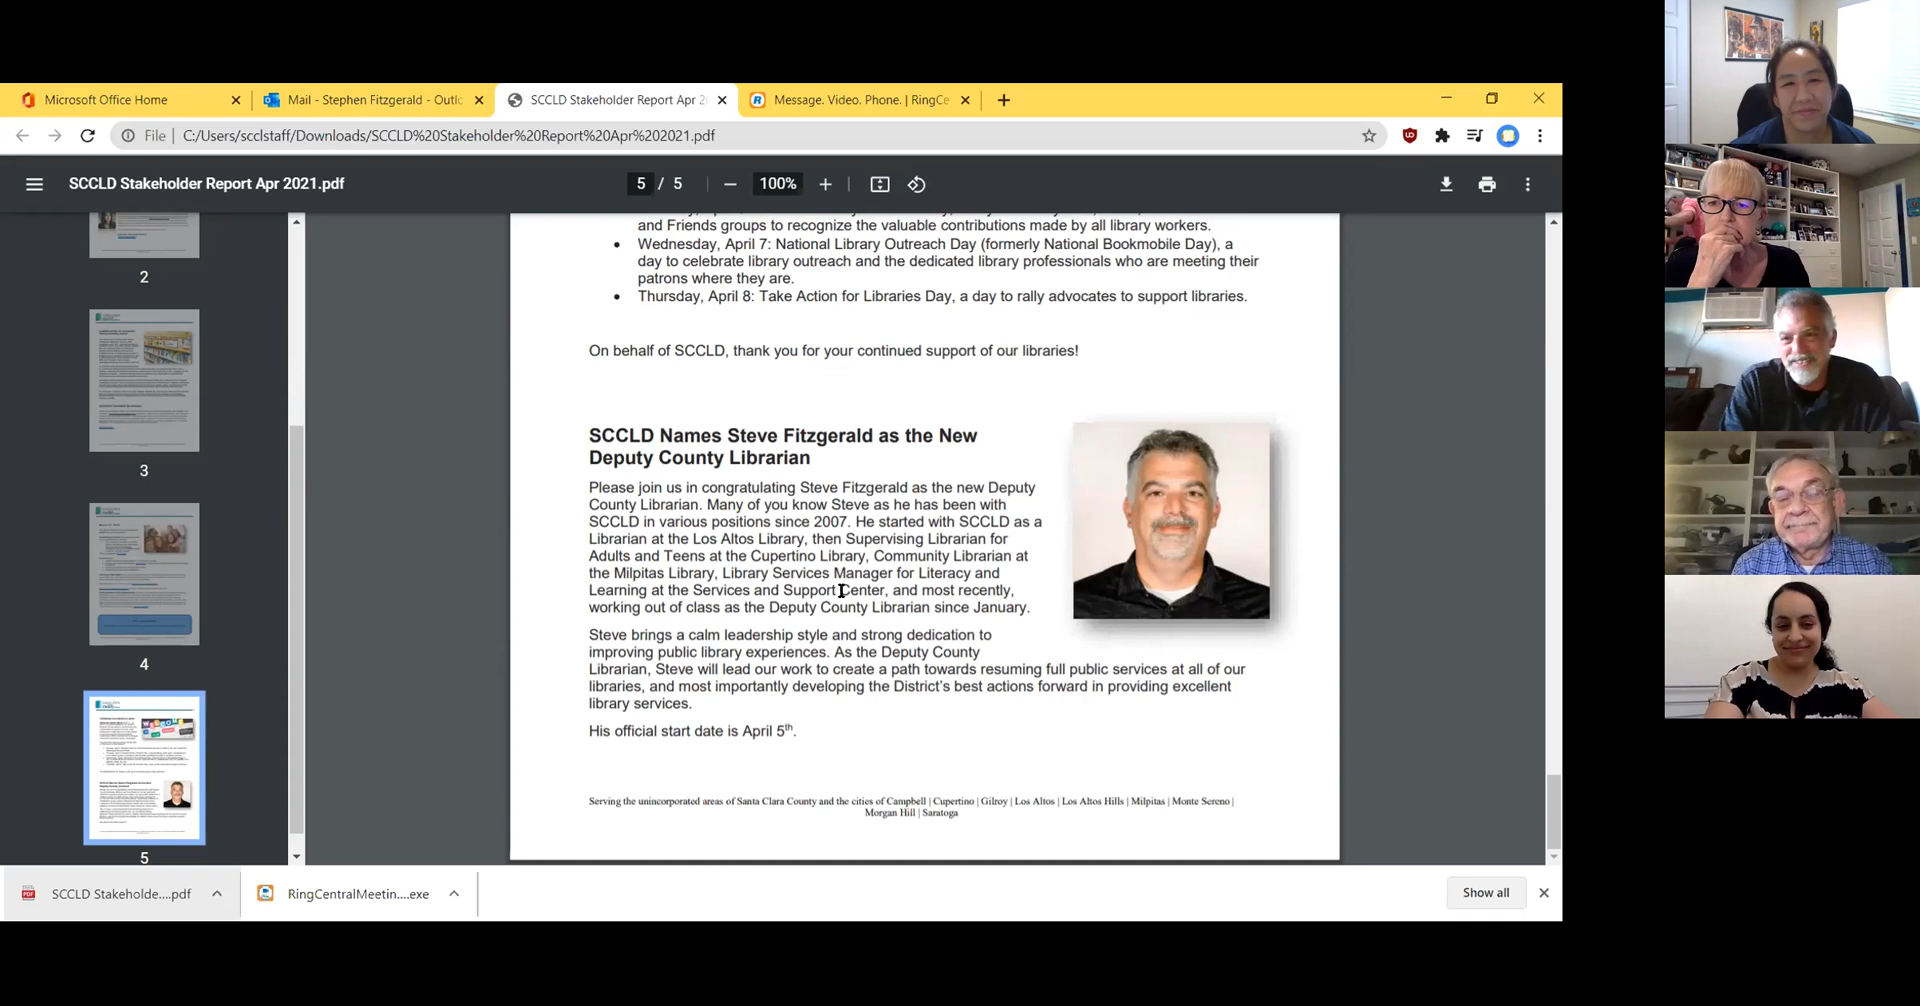 Microsoft Office Home
Mail - Stephen Fitzgerald - Outlo
SCCLD Stakeholder Report Apr 2
Message. Video. Phone. | RingCe
File
C:/Users/scclstaff/Downloads/SCCLD%20Stakeholder%20Report%20Apr%202021.pdf
SCCLD Stakeholder Report Apr 2021.pdf
5 / 5
100%
2
3
4
5
and Friends groups to recognize the valuable contributions made by all library workers.
• Wednesday, April 7: National Library Outreach Day (formerly National Bookmobile Day), a
day to celebrate library outreach and the dedicated library professionals who are meeting their
patrons where they are.
• Thursday, April 8: Take Action for Libraries Day, a day to rally advocates to support libraries.
On behalf of SCCLD, thank you for your continued support of our libraries!
SCCLD Names Steve Fitzgerald as the New
Deputy County Librarian
Please join us in congratulating Steve Fitzgerald as the new Deputy
County Librarian. Many of you know Steve as he has been with
SCCLD in various positions since 2007. He started with SCCLD as a
Librarian at the Los Altos Library, then Supervising Librarian for
Adults and Teens at the Cupertino Library, Community Librarian at
the Milpitas Library, Library Services Manager for Literacy and
Learning at the Services and Support Center, and most recently,
working out of class as the Deputy County Librarian since January.
Steve brings a calm leadership style and strong dedication to
improving public library experiences. As the Deputy County
Librarian, Steve will lead our work to create a path towards resuming full public services at all of our
libraries, and most importantly developing the District's best actions forward in providing excellent
library services.
His official start date is April 5th.
Serving the unincorporated areas of Santa Clara County and the cities of Campbell | Cupertino | Gilroy | Los Altos | Los Altos Hills | Milpitas | Monte Sereno |
Morgan Hill | Saratoga
SCCLD Stakeholde....pdf
RingCentralMeetin....exe
Show all